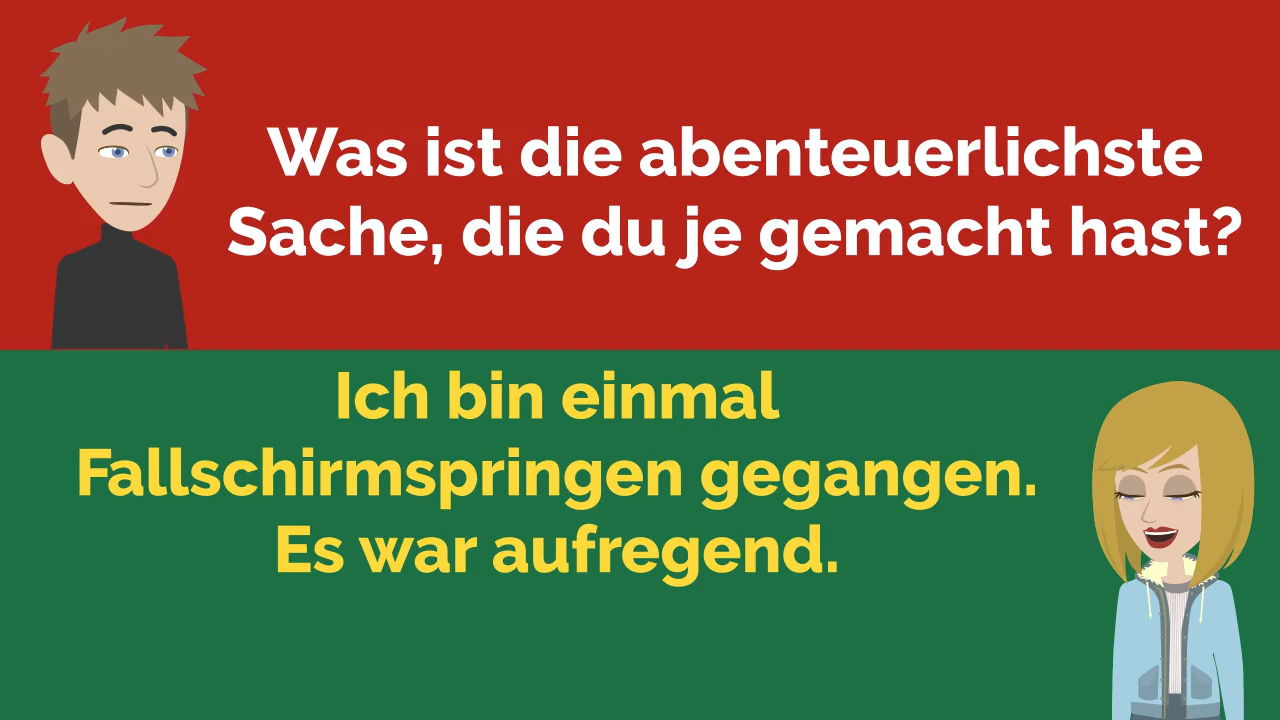 Was ist die abenteuerlichste
Sache, die du je gemacht hast?
Ich bin einmal
Fallschirmspringen gegangen.
Es war aufregend.